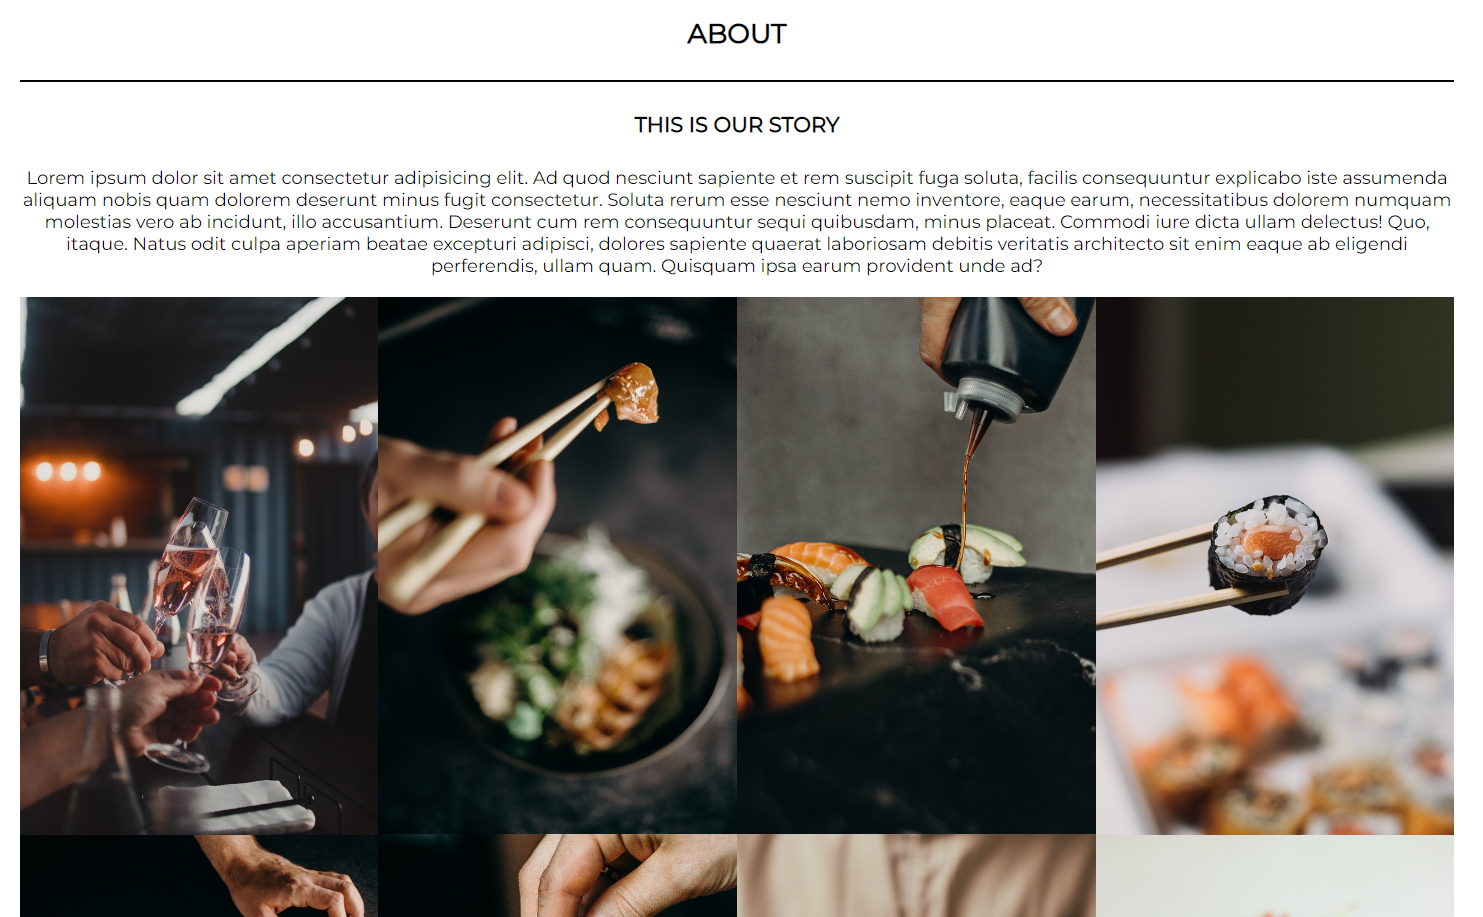 ABOUT
THIS IS OUR STORY
Lorem ipsum dolor sit amet consectetur adipisicing elit. Ad quod nesciunt sapiente et rem suscipit fuga soluta, facilis consequuntur explicabo iste assumenda
aliquam nobis quam dolorem deserunt minus fugit consectetur. Soluta rerum esse nesciunt nemo inventore, eaque earum, necessitatibus dolorem numquam
molestias vero ab incidunt, illo accusantium. Deserunt cum rem consequuntur sequi quibusdam, minus placeat. Commodi iure dicta ullam delectus! Quo,
itaque. Natus odit culpa aperiam beatae excepturi adipisci, dolores sapiente quaerat laboriosam debitis veritatis architecto sit enim eaque ab eligendi
perferendis, ullam quam. Quisquam ipsa earum provident unde ad?